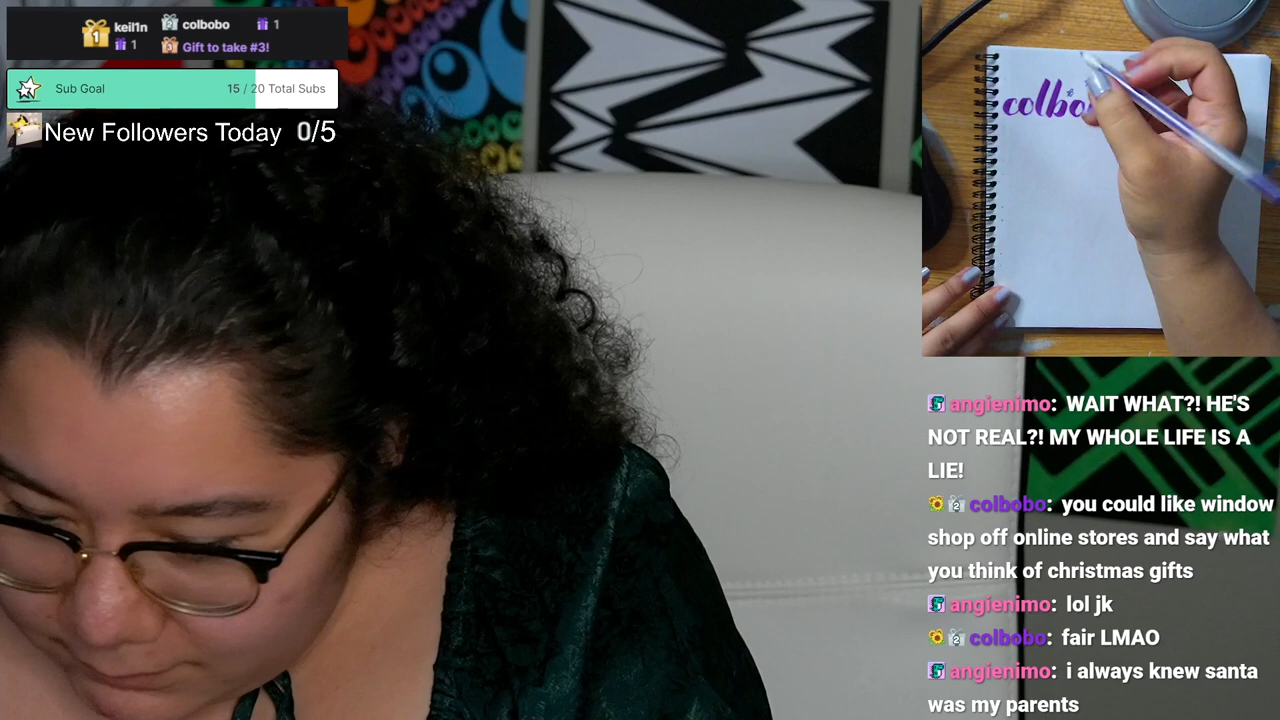 keil1n
1
colbobo
1
Gift to take #3!
Sub Goal
15 / 20 Total Subs
New Followers Today 0/5
colbo
angienimo: WAIT WHAT?! HE'S
NOT REAL?! MY WHOLE LIFE IS A
LIE!
colbobo: you could like window
shop off online stores and say what
you think of christmas gifts
angienimo: lol jk
colbobo: fair LMAO
angienimo: i always knew santa
was my parents